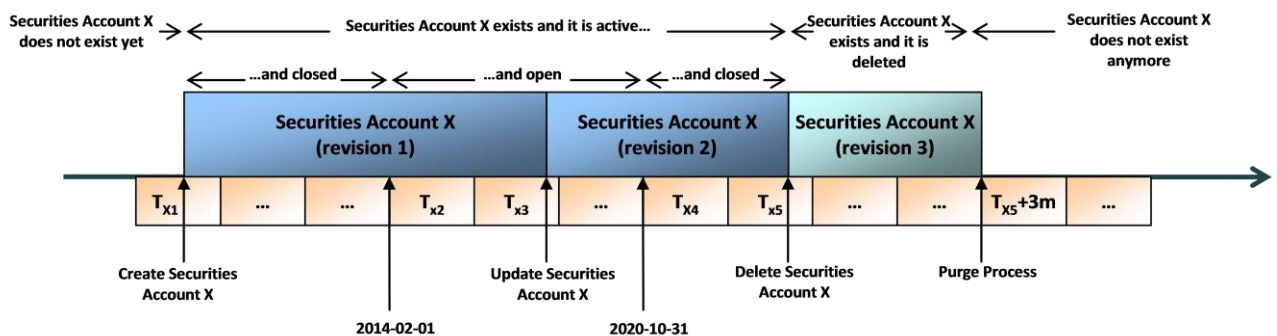 Securities Account X
does not exist yet
Securities Account X exists and it is active...
Securities Account X
exists and it is
deleted
Securities Account X
does not exist
anymore
...and closed
...and open
...and closed
Securities Account X
(revision 1)
Securities Account X
(revision 2)
Securities Account X
(revision 3)
TX1
...
...
Tx2
Tx3
...
TX4
Tx5
...
...
TX5+3m
...
Create Securities
Account X
Update Securities
Account X
Delete Securities
Account X
Purge Process
2014-02-01
2020-10-31